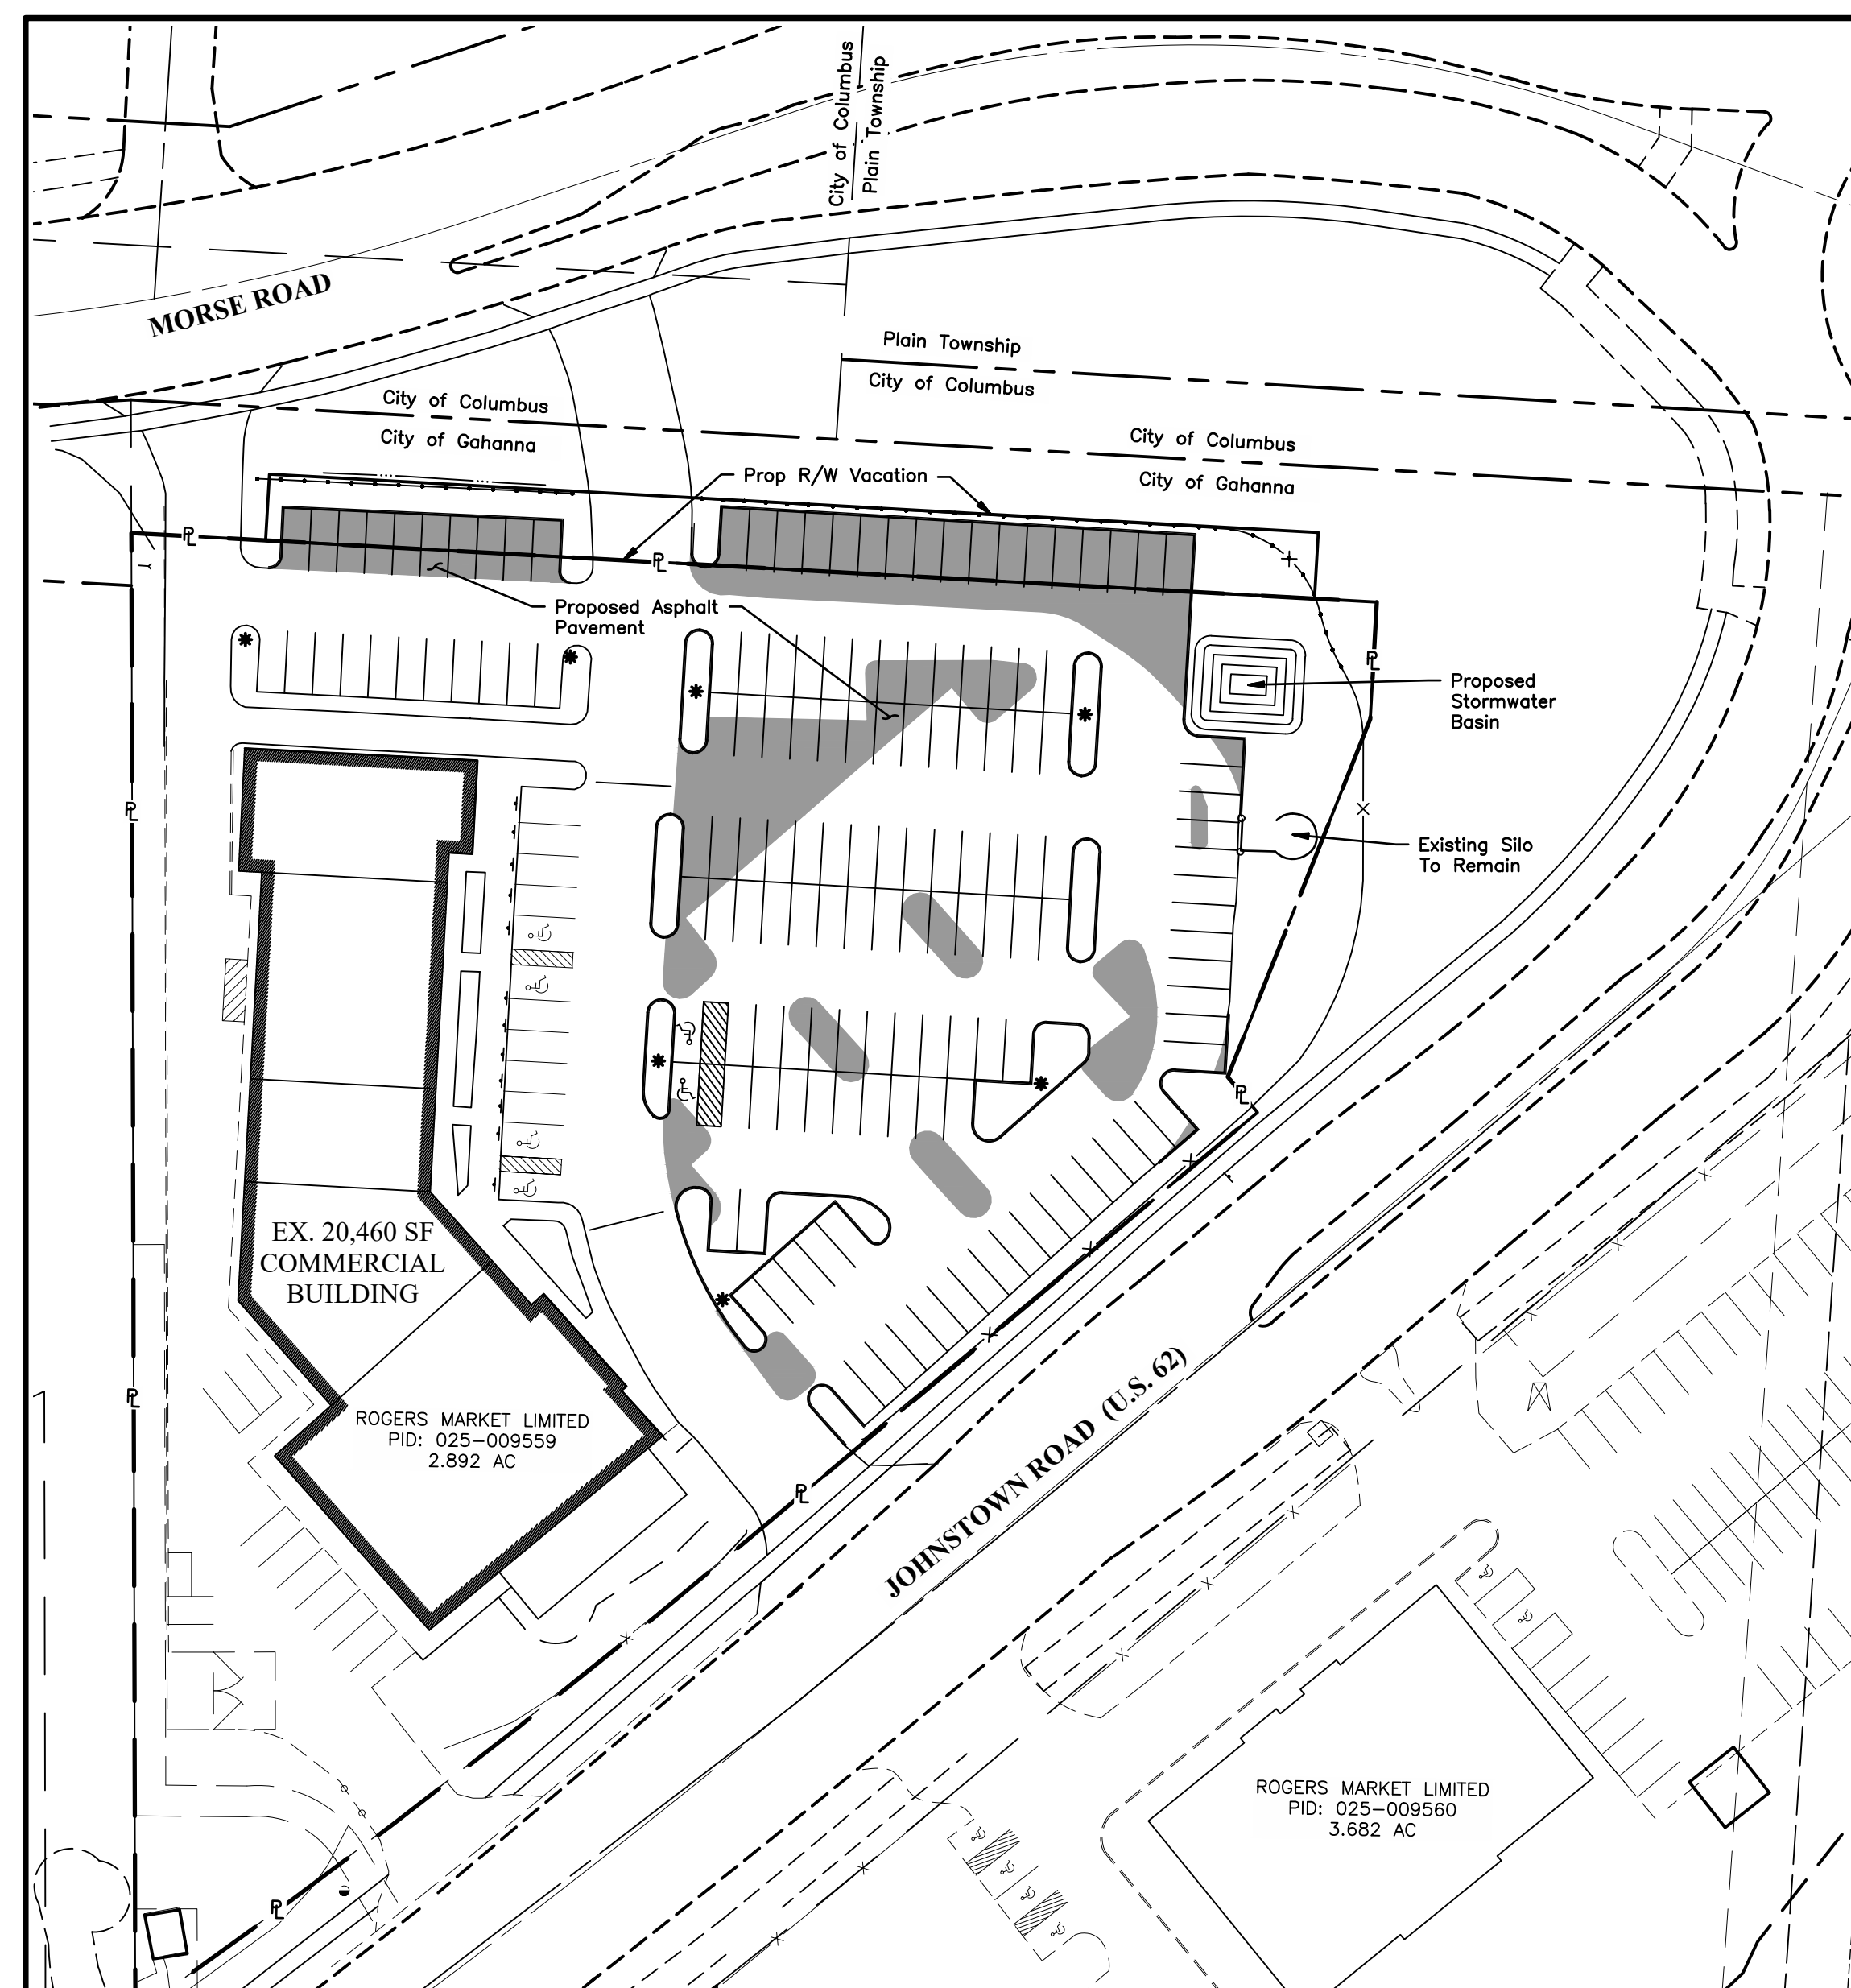 City of Columbus
Plain Township
MORSE ROAD
Plain Township
City of Columbus
City of Columbus
City of Gahanna
City of Columbus
City of Gahanna
Prop R/W Vacation
PL
PL
Proposed Asphalt
Pavement
PL
Proposed
Stormwater
Basin
PL
Existing Silo
To Remain
PL
EX. 20,460 SF
COMMERCIAL
BUILDING
PL
ROGERS MARKET LIMITED
PID: 025-009559
2.892 AC
PL
JOHNSTOWN ROAD (U.S. 62)
ROGERS MARKET LIMITED
PID: 025-009560
3.682 AC
PL